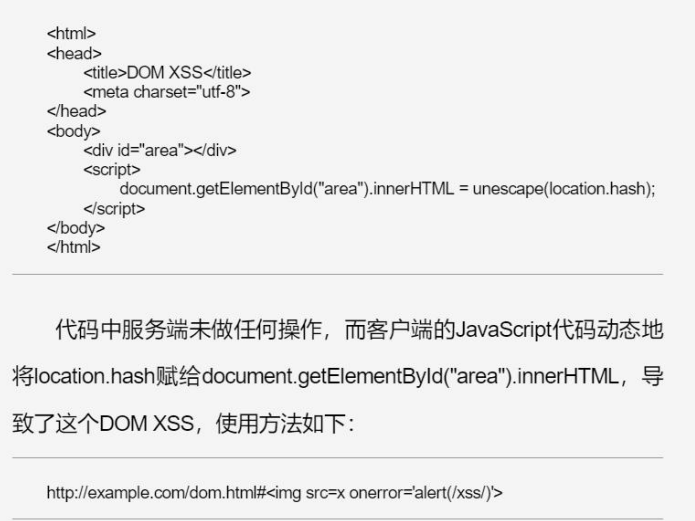 <html>
<head>
<title>DOM XSS</title>
<meta charset="utf-8">
</head>
<body>
<div id="area"></div>
<script>
document.getElementById("area").innerHTML = unescape(location.hash);
</script>
</body>
</html>
代码中服务端未做任何操作，而客户端的JavaScript代码动态地
将location.hash赋给document.getElementById("area").innerHTML，导
致了这个DOM XSS，使用方法如下：
http://example.com/dom.html#<img src=x onerror='alert(/xss/)'>